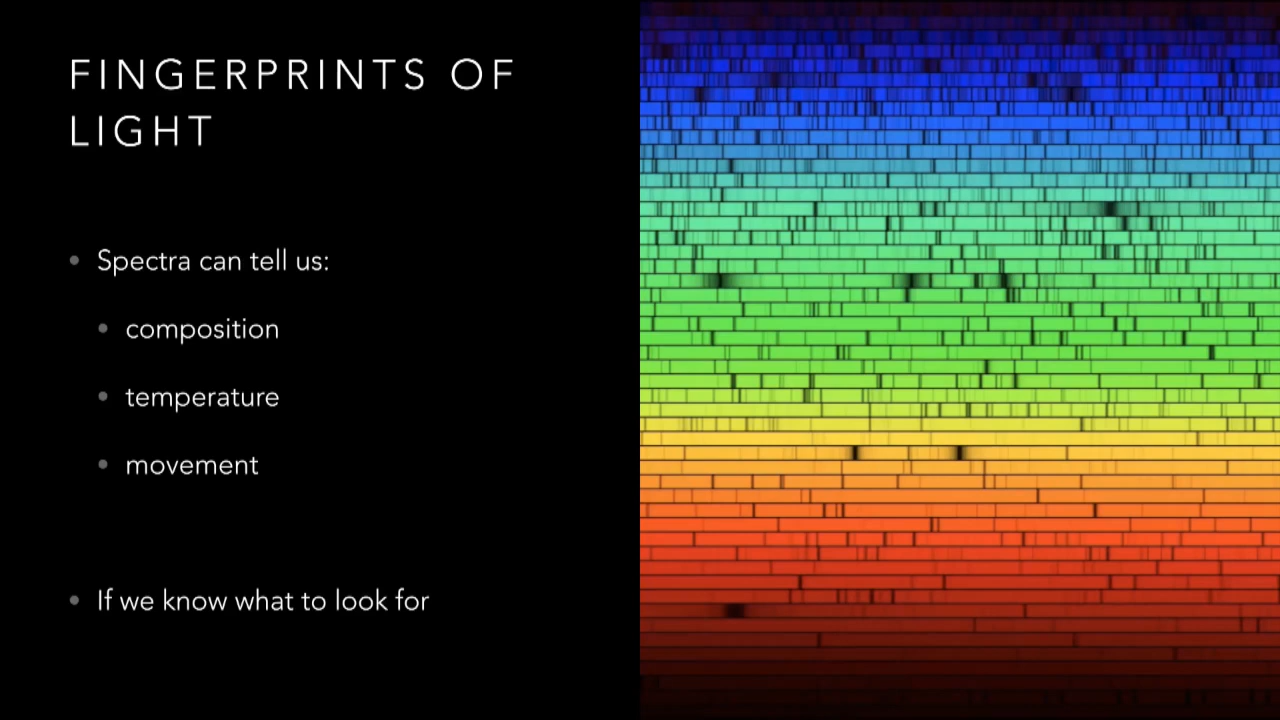 FINGERPRINTS OF
LIGHT
• Spectra can tell us:
• composition
• temperature
• movement
• If we know what to look for